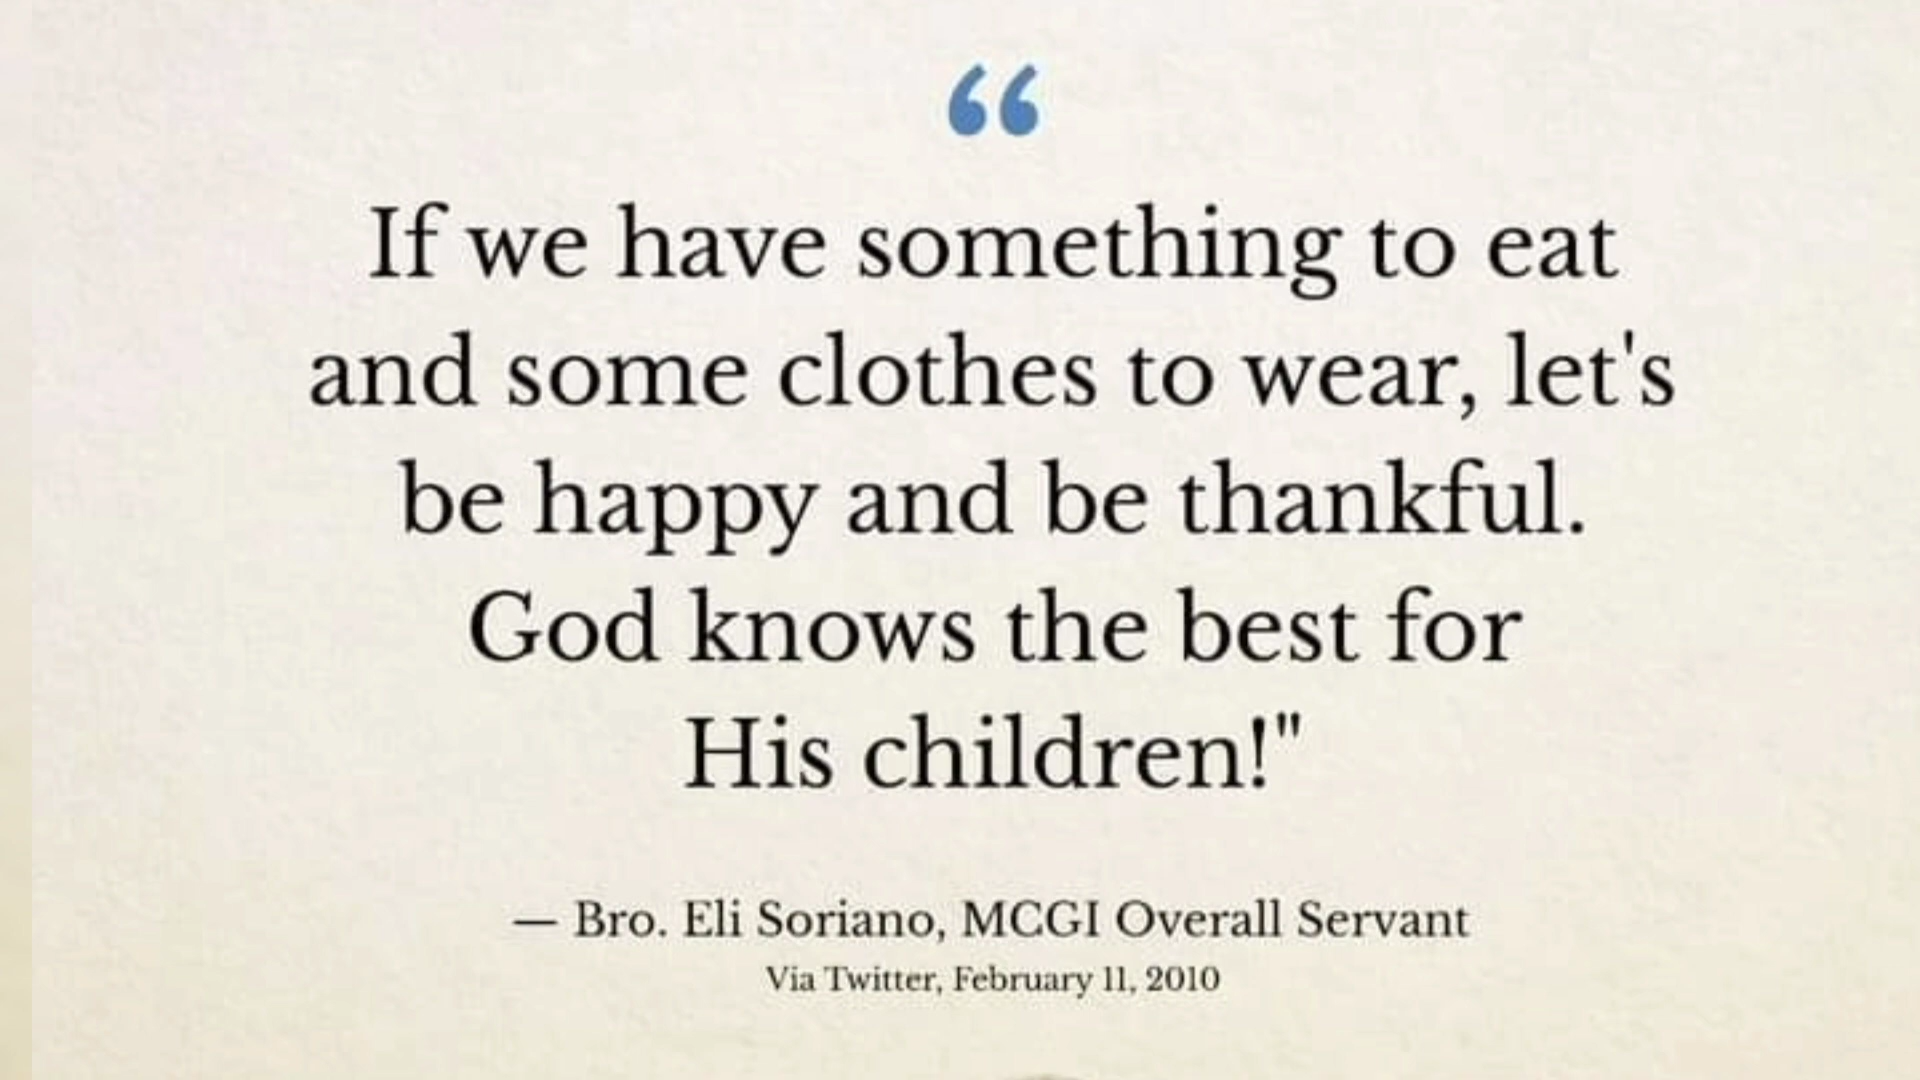 “
If we have something to eat
and some clothes to wear, let's
be happy and be thankful.
God knows the best for
His children!"
— Bro. Eli Soriano, MCGI Overall Servant
Via Twitter, February 11, 2010